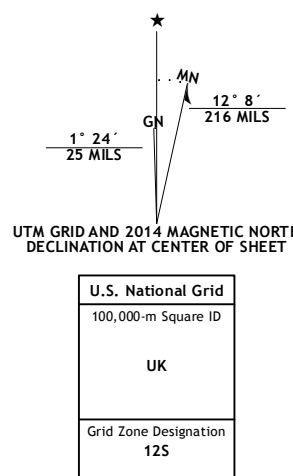 ★
MN
GN
12° 8´
216 MILS
1° 24´
25 MILS
UTM GRID AND 2014 MAGNETIC NORTH
DECLINATION AT CENTER OF SHEET
U.S. National Grid
100,000-m Square ID
UK
Grid Zone Designation
12S